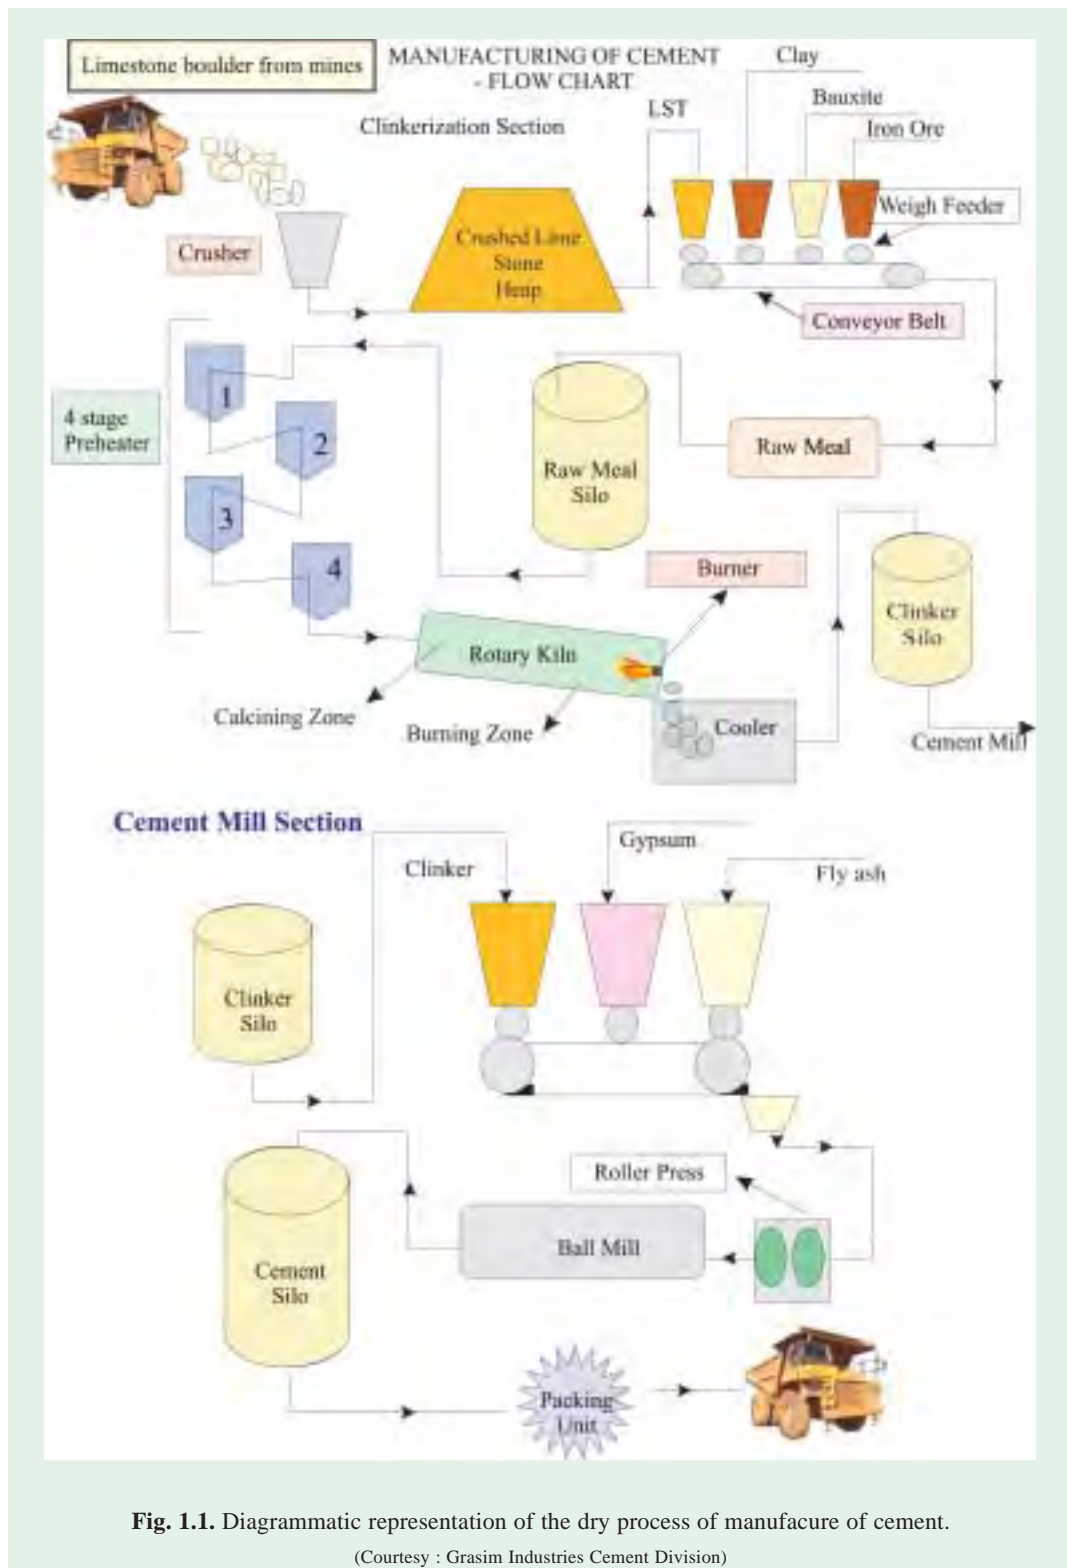 Limestone boulder from mines
MANUFACTURING OF CEMENT
- FLOW CHART
Clinkerization Section
LST
Clay
Bauxite
Iron Ore
Weigh Feeder
Crusher
Crushed Lime
Stone
Heap
Conveyor Belt
4 stage
Preheater
1
2
3
4
Raw Meal
Silo
Raw Meal
Burner
Rotary Kiln
Calcining Zone
Burning Zone
Cooler
Clinker
Silo
Cement Mill
Cement Mill Section
Clinker
Gypsum
Fly ash
Clinker
Silo
Roller Press
Ball Mill
Cement
Silo
Packing
Unit
Fig. 1.1. Diagrammatic representation of the dry process of manufacure of cement.
(Courtesy : Grasim Industries Cement Division)